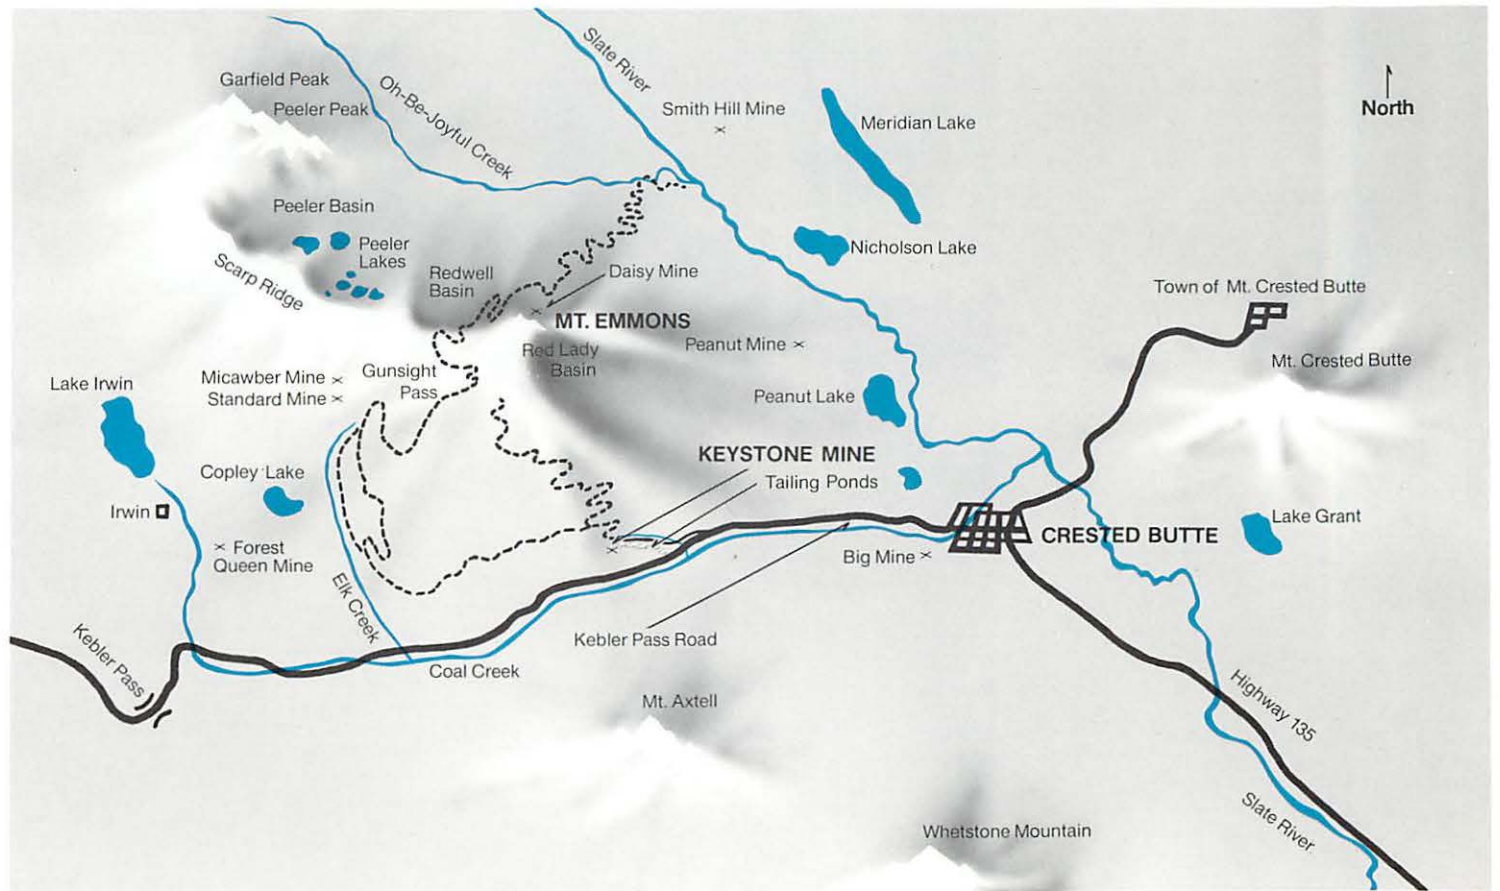 Garfield Peak
Peeler Peak
Oh-Be-Joyful Creek
Slate River
Smith Hill Mine
Meridian Lake
North
Peeler Basin
Peeler
Lakes
Scarp Ridge
Redwell
Basin
Daisy Mine
Nicholson Lake
Town of Mt. Crested Butte
MT. EMMONS
Red Lady
Basin
Peanut Mine
Mt. Crested Butte
Lake Irwin
Micawber Mine
Standard Mine
Gunsight
Pass
Peanut Lake
Copley Lake
KEYSTONE MINE
Tailing Ponds
Irwin
Lake Grant
CRESTED BUTTE
Forest
Queen Mine
Big Mine
Elk Creek
Kebler Pass
Kebler Pass Road
Coal Creek
Mt. Axtell
Highway 135
Slate River
Whetstone Mountain